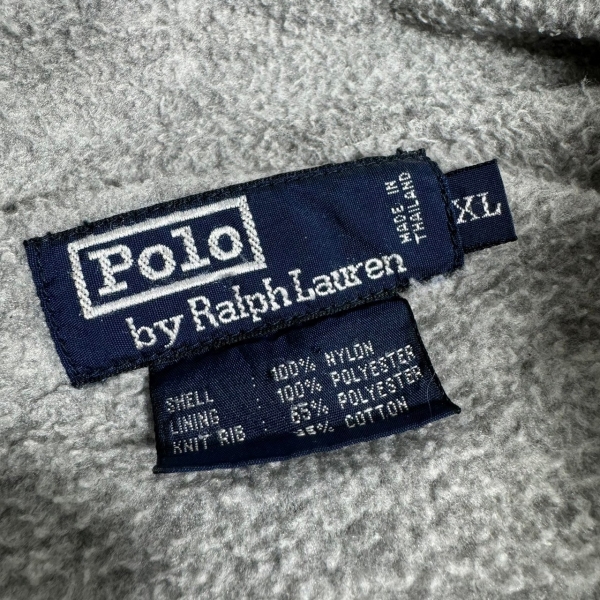 Polo
by Ralph Lauren
MADE IN
THAILAND
XL
SHELL : 100% NYLON
LINING : 100% POLYESTER
KNIT RIB : 65% POLYESTER
COTTON